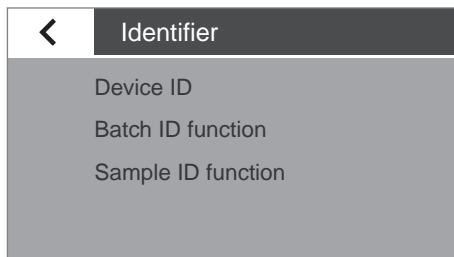 Identifier
Device ID
Batch ID function
Sample ID function